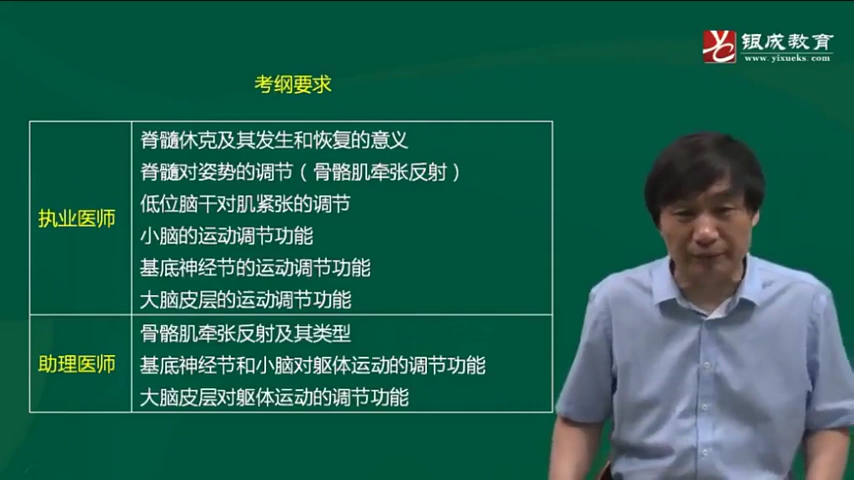 银成教育
www.yixueks.com
考纲要求
执业医师
脊髓休克及其发生和恢复的意义
脊髓对姿势的调节（骨骼肌牵张反射）
低位脑干对肌紧张的调节
小脑的运动调节功能
基底神经节的运动调节功能
大脑皮层的运动调节功能
助理医师
骨骼肌牵张反射及其类型
基底神经节和小脑对躯体运动的调节功能
大脑皮层对躯体运动的调节功能